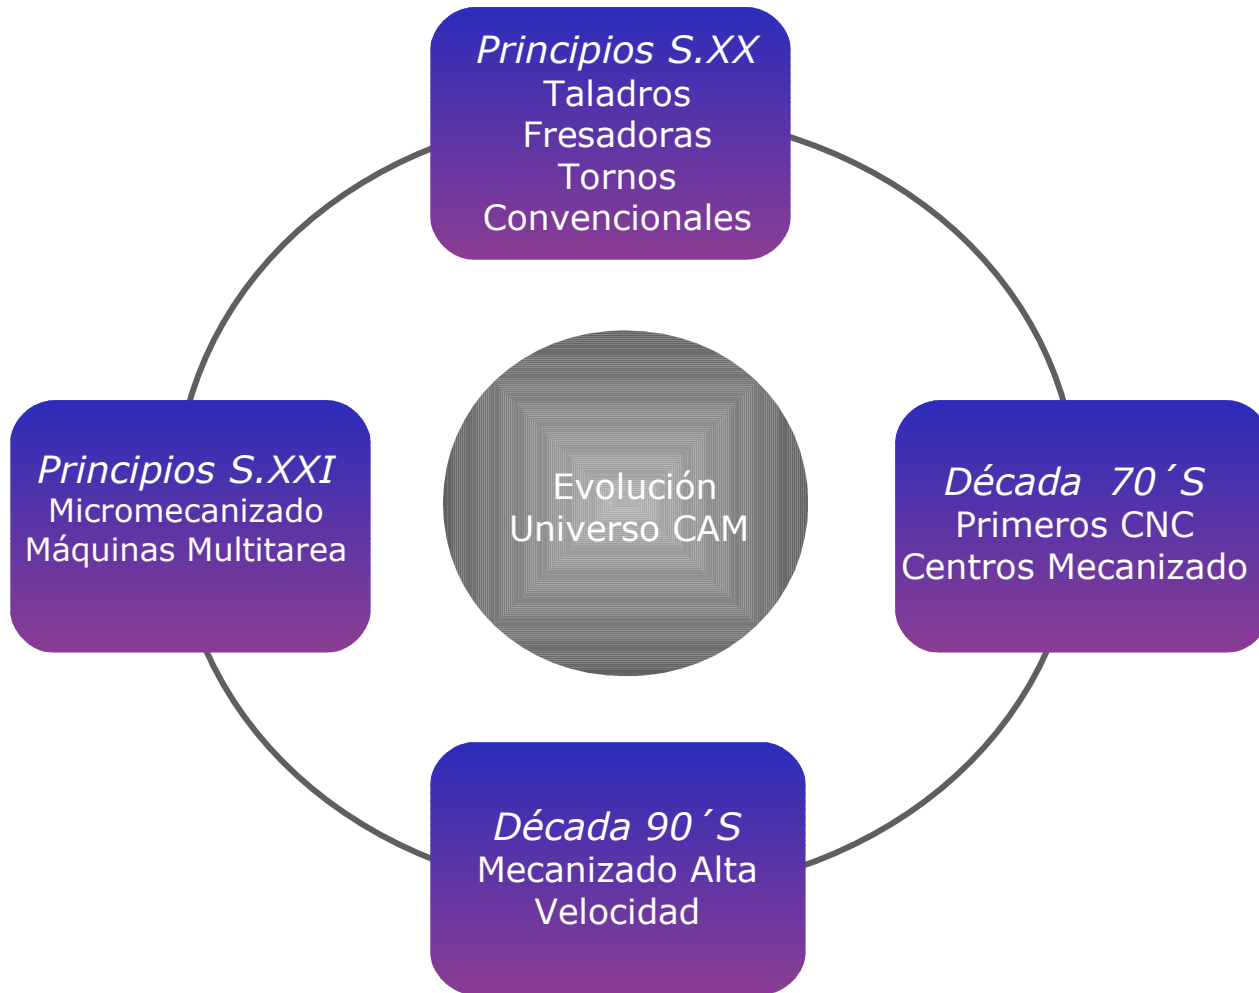 Principios S.XX
Taladros
Fresadoras
Tornos
Convencionales
Principios S.XXI
Micromecanizado
Máquinas Multitarea
Evolución
Universo CAM
Década  70´S
Primeros CNC
Centros Mecanizado
Década 90´S
Mecanizado Alta
Velocidad